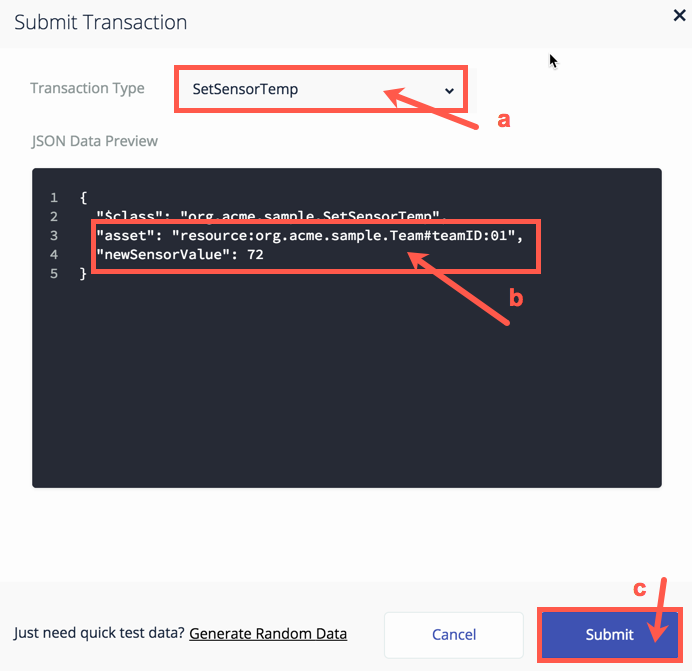 Submit Transaction
Transaction Type
SetSensorTemp
a
JSON Data Preview
1 {
2 "$class": "org.acme.sample.SetSensorTemp",
3 "asset": "resource:org.acme.sample.Team#teamID:01",
4 "newSensorValue": 72
5 }
b
c
Just need quick test data? Generate Random Data
Cancel
Submit